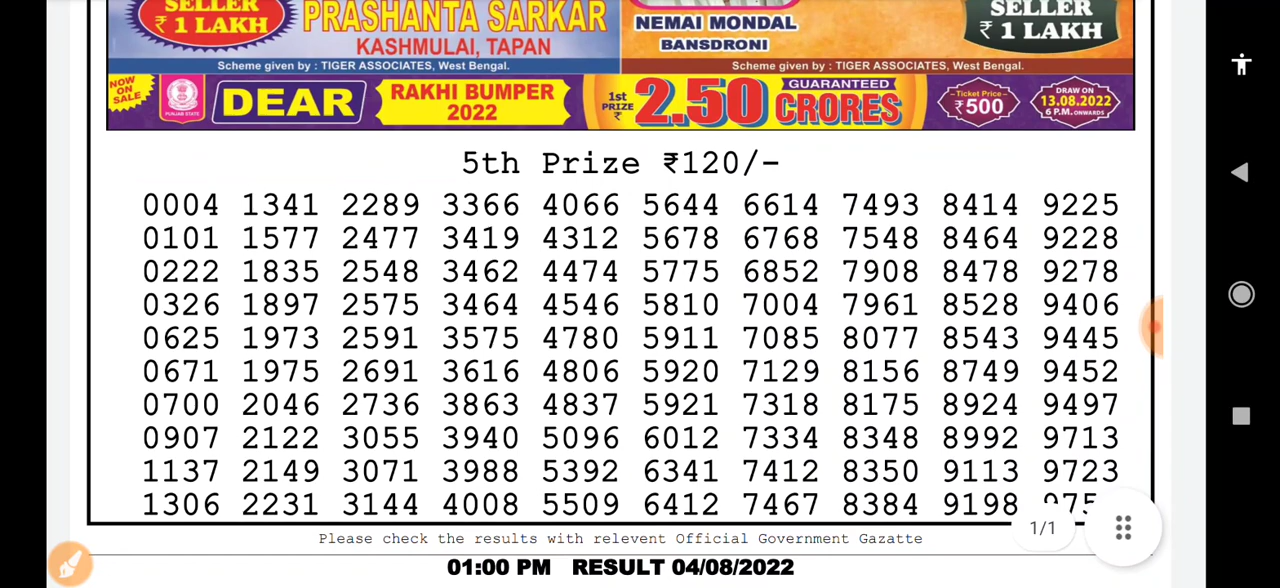 SELLER
₹ 1 LAKH
PRASHANTA SARKAR
KASHMULAI, TAPAN
Scheme given by : TIGER ASSOCIATES, West Bengal.
NEMAI MONDAL
BANSDRONI
SELLER
₹ 1 LAKH
Scheme given by : TIGER ASSOCIATES, West Bengal.
NOW ON SALE
PUNJAB STATE
DEAR
RAKHI BUMPER
2022
1st PRIZE ₹
2.50
GUARANTEED
CRORES
Ticket Price
₹500
DRAW ON
13.08.2022
6 P.M. ONWARDS
5th Prize ₹120/-
0004 1341 2289 3366 4066 5644 6614 7493 8414 9225
0101 1577 2477 3419 4312 5678 6768 7548 8464 9228
0222 1835 2548 3462 4474 5775 6852 7908 8478 9278
0326 1897 2575 3464 4546 5810 7004 7961 8528 9406
0625 1973 2591 3575 4780 5911 7085 8077 8543 9445
0671 1975 2691 3616 4806 5920 7129 8156 8749 9452
0700 2046 2736 3863 4837 5921 7318 8175 8924 9497
0907 2122 3055 3940 5096 6012 7334 8348 8992 9713
1137 2149 3071 3988 5392 6341 7412 8350 9113 9723
1306 2231 3144 4008 5509 6412 7467 8384 9198
1/1
Please check the results with relevent Official Government Gazatte
01:00 PM RESULT 04/08/2022